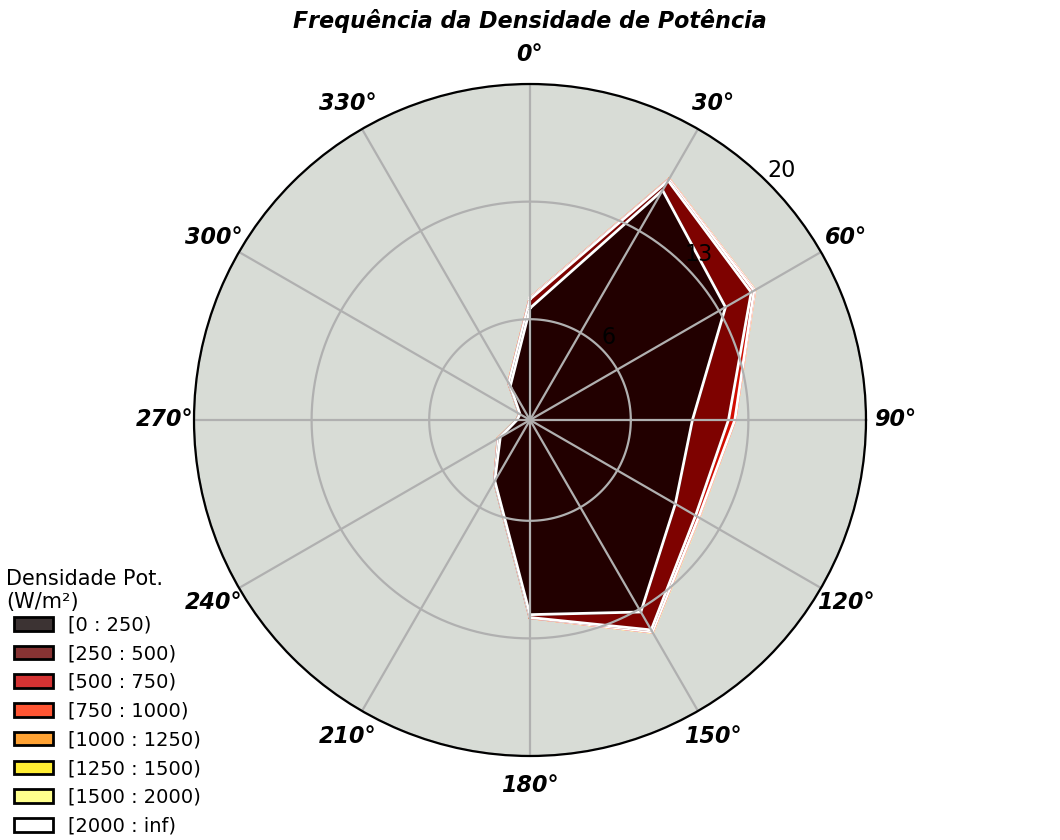 Frequência da Densidade de Potência
0°
330°
30°
20
300°
60°
13
6
270°
90°
240°
120°
210°
150°
180°
Densidade Pot.
(W/m²)
[0 : 250)
[250 : 500)
[500 : 750)
[750 : 1000)
[1000 : 1250)
[1250 : 1500)
[1500 : 2000)
[2000 : inf)